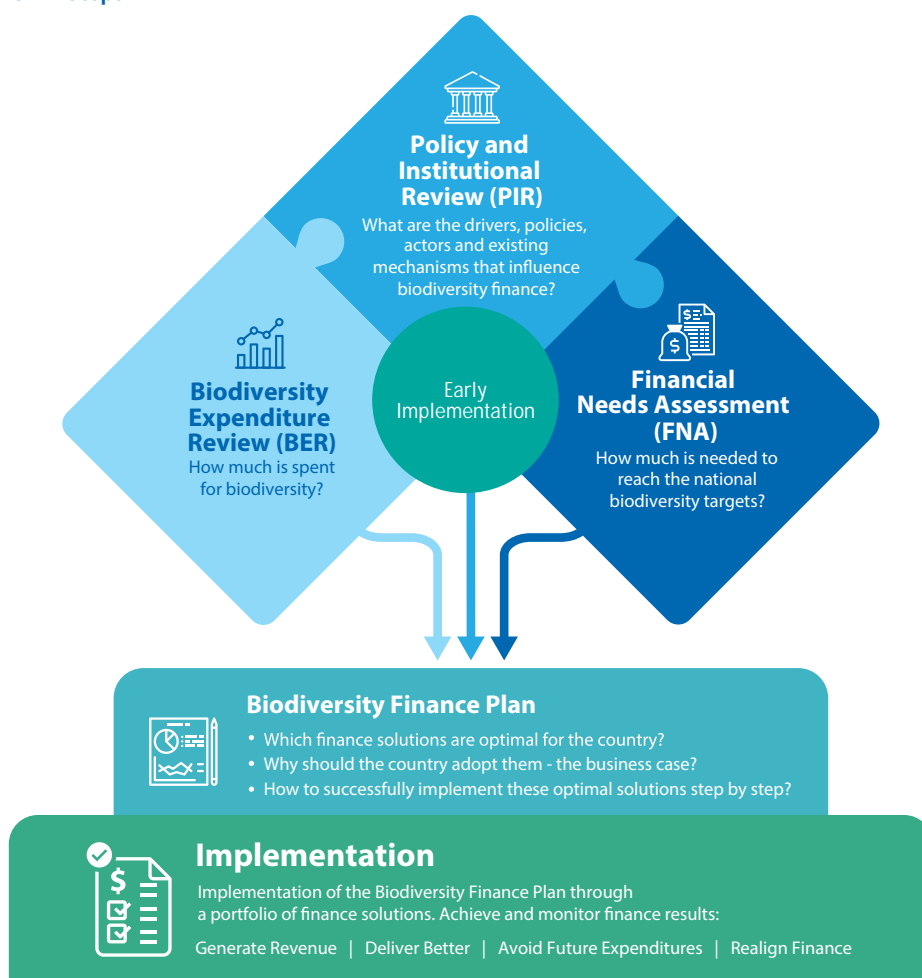 Policy and
Institutional
Review (PIR)
What are the drivers, policies,
actors and existing
mechanisms that influence
biodiversity finance?
Biodiversity
Expenditure
Review (BER)
How much is spent
for biodiversity?
Early
Implementation
Financial
Needs Assessment
(FNA)
How much is needed to
reach the national
biodiversity targets?
Biodiversity Finance Plan
• Which finance solutions are optimal for the country?
• Why should the country adopt them - the business case?
• How to successfully implement these optimal solutions step by step?
Implementation
Implementation of the Biodiversity Finance Plan through
a portfolio of finance solutions. Achieve and monitor finance results:
Generate Revenue | Deliver Better | Avoid Future Expenditures | Realign Finance